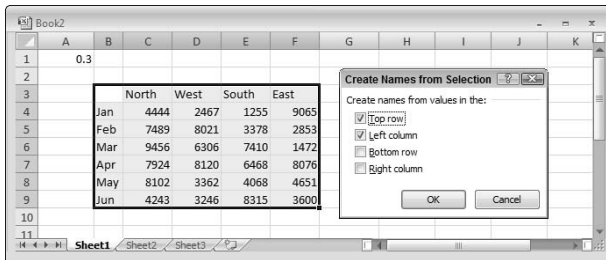 Book2
A B C D E F G H I J K
1 0.3
2
3 North West South East
4 Jan 4444 2467 1255 9065
5 Feb 7489 8021 3378 2853
6 Mar 9456 6306 7410 1472
7 Apr 7924 8120 6468 8076
8 May 8102 3362 4068 4651
9 Jun 4243 3246 8315 3600
10
11
Create Names from Selection
Create names from values in the:
Top row
Left column
Bottom row
Right column
OK Cancel
Sheet1 Sheet2 Sheet3